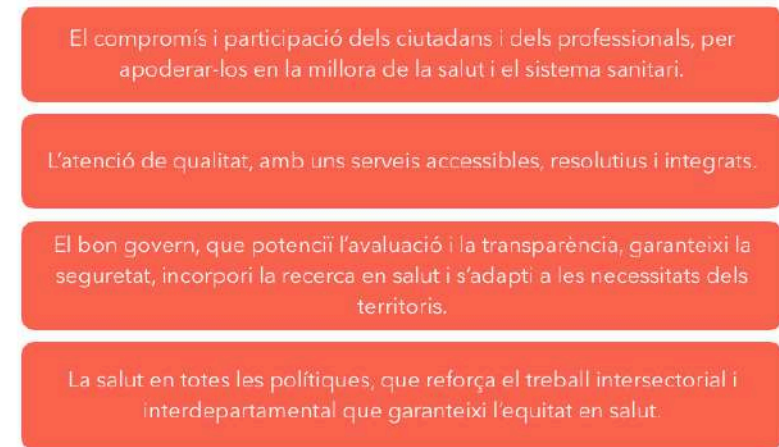 El compromís i participació dels ciutadans i dels professionals, per
apoderar-los en la millora de la salut i el sistema sanitari.
L'atenció de qualitat, amb uns serveis accessibles, resolutius i integrats.
El bon govern, que potenciï l'avaluació i la transparència, garanteixi la
seguretat, incorpori la recerca en salut i s'adapti a les necessitats dels
territoris.
La salut en totes les polítiques, que reforça el treball intersectorial i
interdepartamental que garanteixi l'equitat en salut.